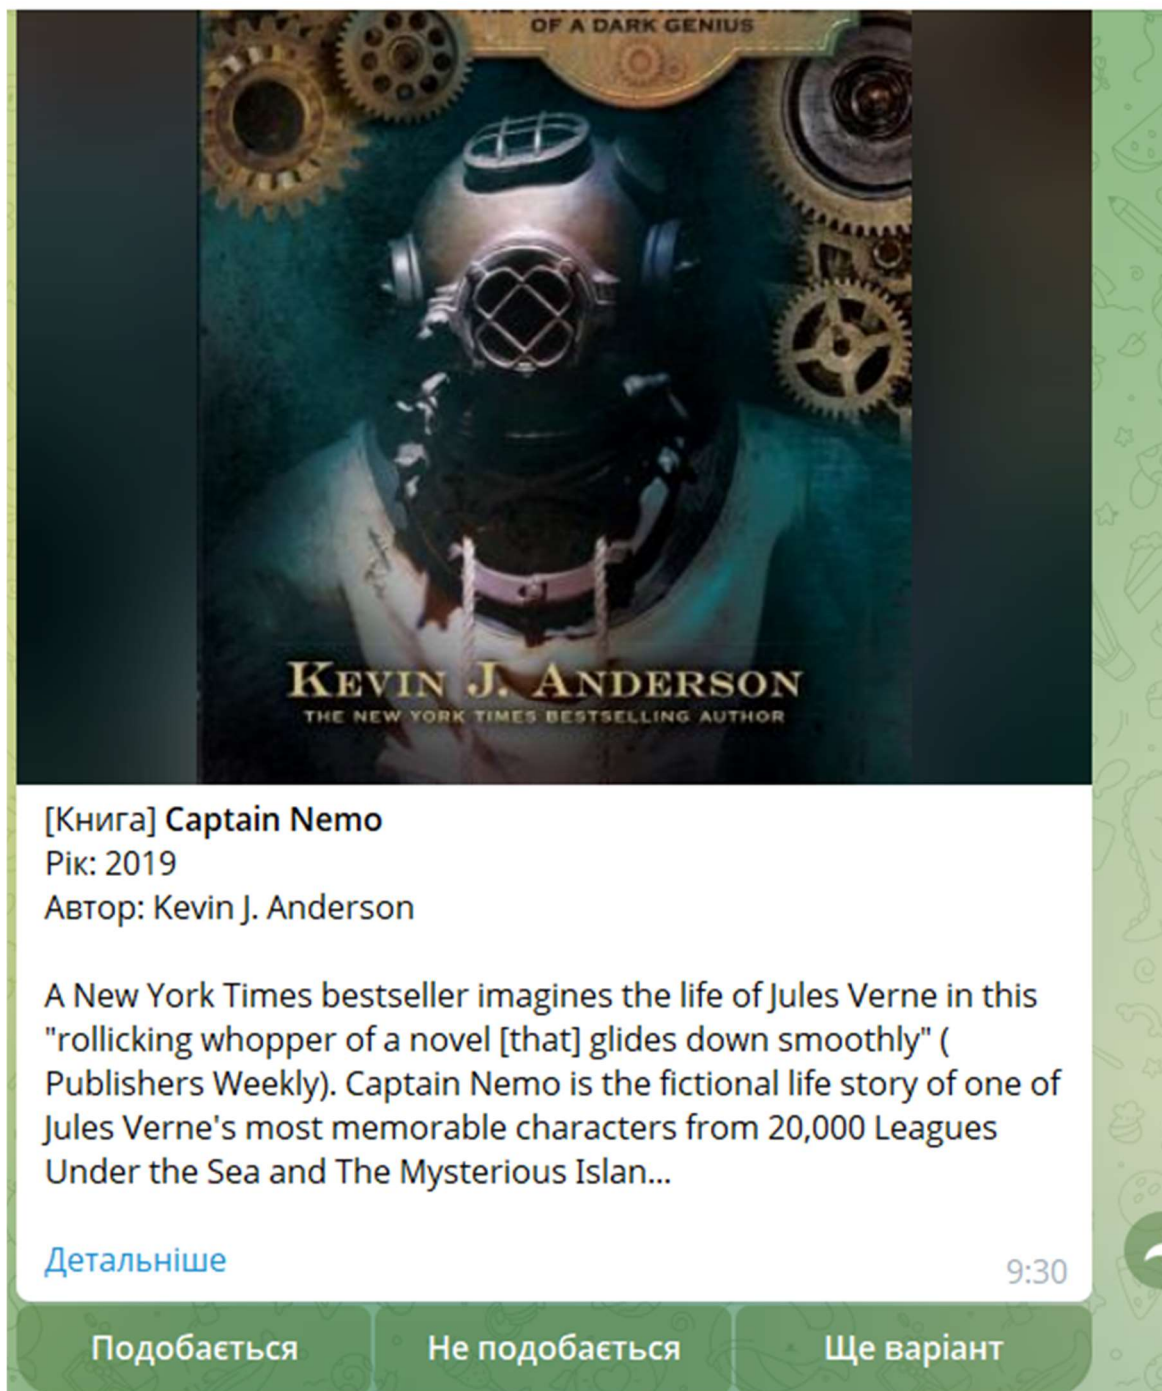 THE FANTASTIC ADVENTURES
OF A DARK GENIUS
KEVIN J. ANDERSON
THE NEW YORK TIMES BESTSELLING AUTHOR
[Книга] Captain Nemo
Рік: 2019
Автор: Kevin J. Anderson
A New York Times bestseller imagines the life of Jules Verne in this
"rollicking whopper of a novel [that] glides down smoothly" (
Publishers Weekly). Captain Nemo is the fictional life story of one of
Jules Verne's most memorable characters from 20,000 Leagues
Under the Sea and The Mysterious Islan...
Детальніше
9:30
Подобається
Не подобається
Ще варіант